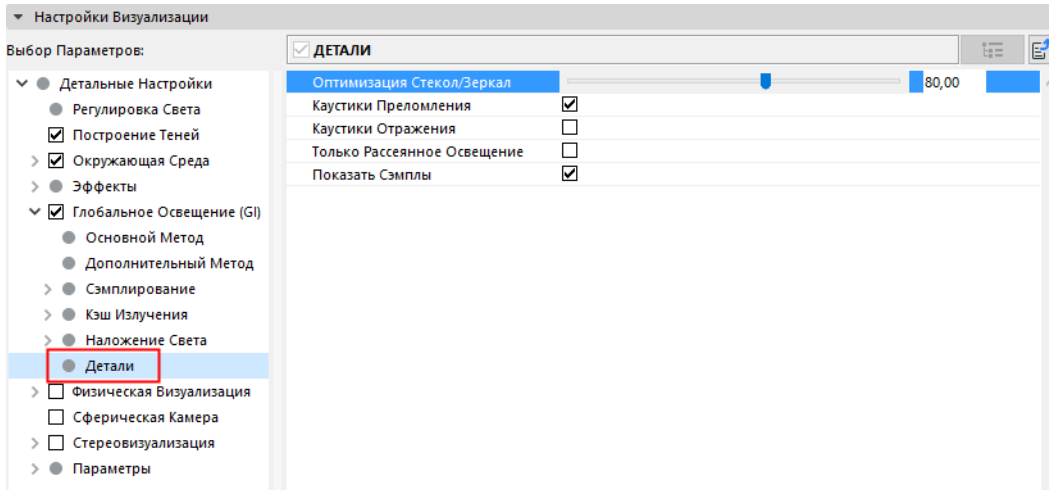 Настройки Визуализации
Выбор Параметров:
ДЕТАЛИ
Детальные Настройки
Регулировка Света
Построение Теней
Окружающая Среда
Эффекты
Глобальное Освещение (GI)
Основной Метод
Дополнительный Метод
Сэмплирование
Кэш Излучения
Наложение Света
Детали
Физическая Визуализация
Сферическая Камера
Стереовизуализация
Параметры
Оптимизация Стекол/Зеркал 80,00
Каустики Преломления
Каустики Отражения
Только Рассеянное Освещение
Показать Сэмплы